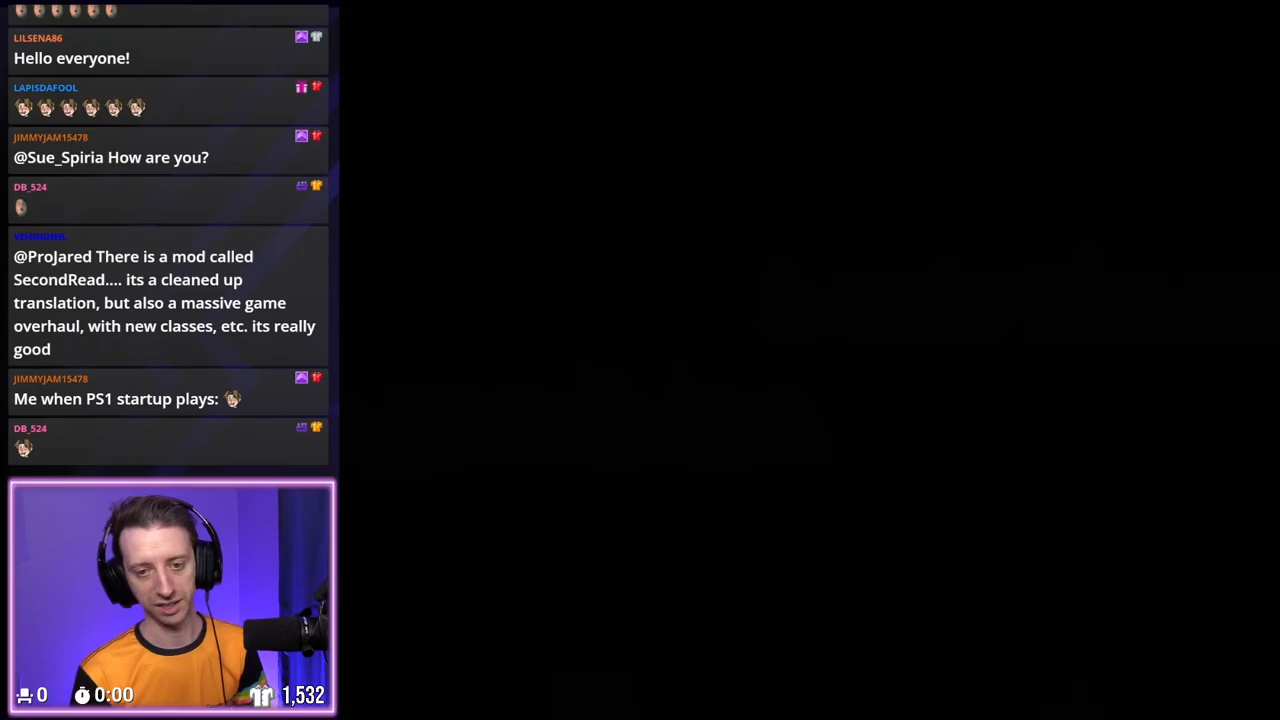 LILSENA86
Hello everyone!
LAPISDAFOOL
JIMMYJAM15478
@Sue_Spiria How are you?
DB_524
@ProJared There is a mod called
SecondRead.... its a cleaned up
translation, but also a massive game
overhaul, with new classes, etc. its really
good
JIMMYJAM15478
Me when PS1 startup plays:
DB_524
0
0:00
1,532